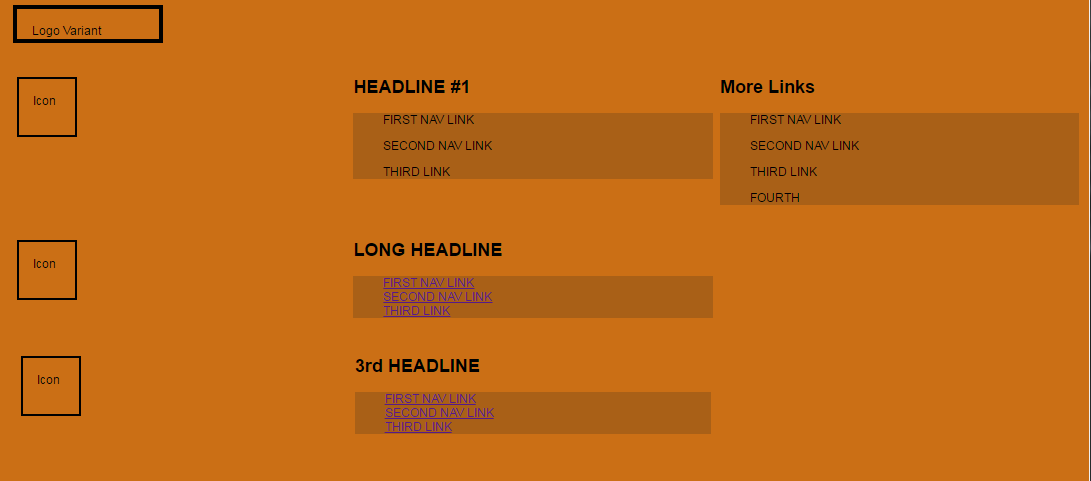 Logo Variant
Icon
HEADLINE #1
FIRST NAV LINK
SECOND NAV LINK
THIRD LINK
More Links
FIRST NAV LINK
SECOND NAV LINK
THIRD LINK
FOURTH
Icon
LONG HEADLINE
FIRST NAV LINK
SECOND NAV LINK
THIRD LINK
Icon
3rd HEADLINE
FIRST NAV LINK
SECOND NAV LINK
THIRD LINK